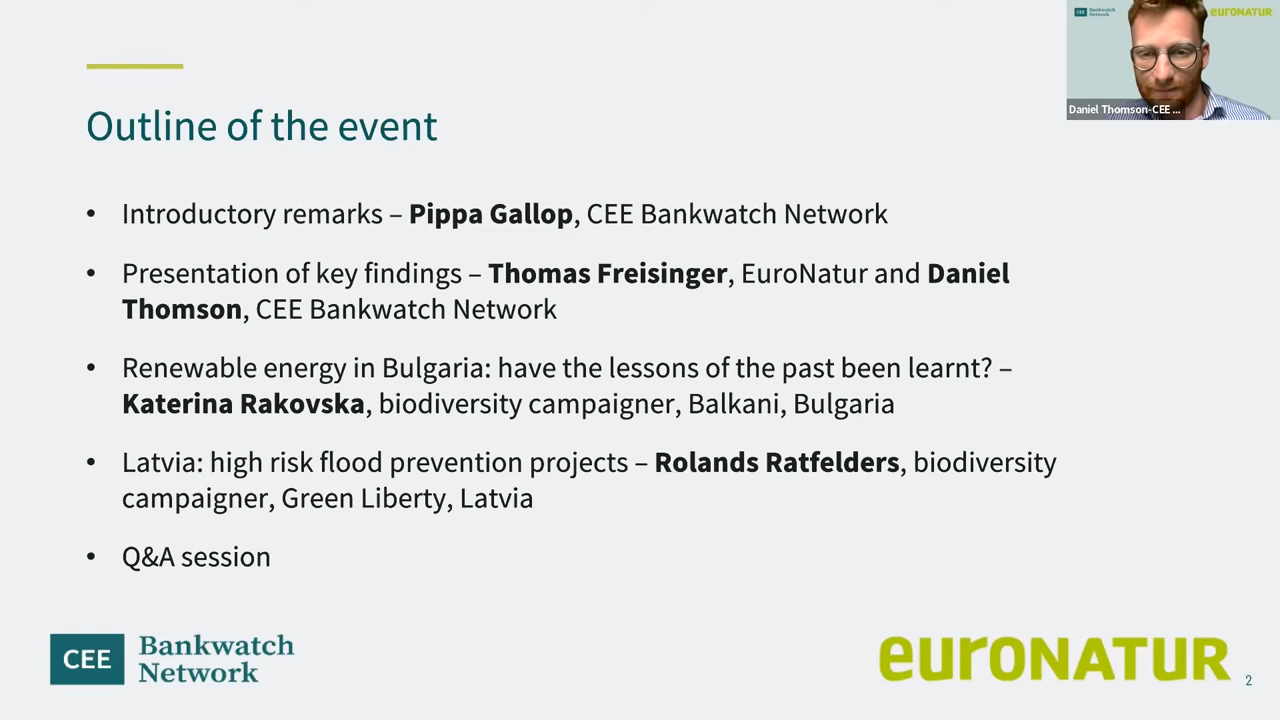 CEE Bankwatch
Network
euroNATUR
Daniel Thomson-CEE ...
Outline of the event
• Introductory remarks – Pippa Gallop, CEE Bankwatch Network
• Presentation of key findings – Thomas Freisinger, EuroNatur and Daniel
Thomson, CEE Bankwatch Network
• Renewable energy in Bulgaria: have the lessons of the past been learnt? –
Katerina Rakovska, biodiversity campaigner, Balkani, Bulgaria
• Latvia: high risk flood prevention projects – Rolands Ratfelders, biodiversity
campaigner, Green Liberty, Latvia
• Q&A session
CEE Bankwatch
Network
euroNATUR
2